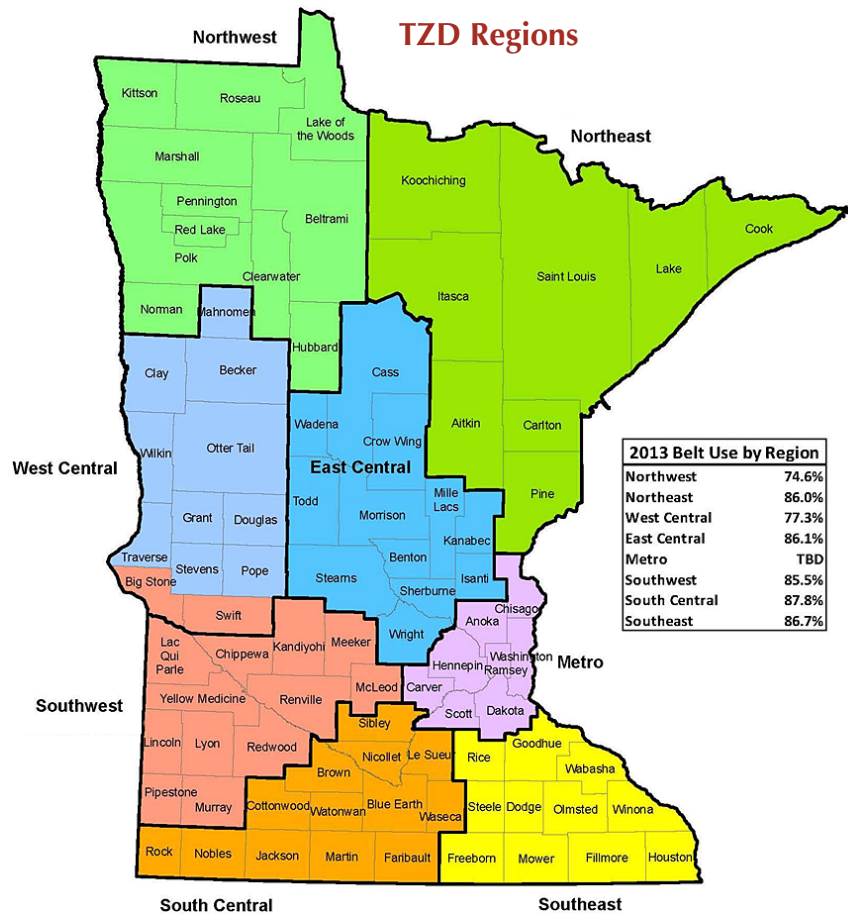 TZD Regions
Northwest
Kittson
Roseau
Lake of
the Woods
Northeast
Marshall
Koochiching
Pennington
Beltrami
Red Lake
Cook
Polk
Clearwater
Saint Louis
Lake
Itasca
Norman
Mahnomen
Hubbard
Clay
Becker
Cass
Wadena
Aitkin
Carlton
Crow Wing
Wilkin
Otter Tail
West Central
East Central
2013 Belt Use by Region
Northwest 74.6%
Northeast 86.0%
West Central 77.3%
East Central 86.1%
Metro TBD
Southwest 85.5%
South Central 87.8%
Southeast 86.7%
Pine
Mille
Lacs
Todd
Grant
Douglas
Morrison
Kanabec
Traverse
Stevens
Pope
Benton
Big Stone
Stearns
Isanti
Sherburne
Swift
Chisago
Anoka
Wright
Lac
Qui
Parle
Chippewa
Kandiyohi
Meeker
Washington
Hennepin
Ramsey
Metro
Yellow Medicine
Renville
McLeod
Carver
Southwest
Scott
Dakota
Sibley
Lincoln
Lyon
Redwood
Nicollet
Le Sueur
Rice
Goodhue
Wabasha
Brown
Pipestone
Murray
Cottonwood
Watonwan
Blue Earth
Waseca
Steele
Dodge
Olmsted
Winona
Rock
Nobles
Jackson
Martin
Faribault
Freeborn
Mower
Fillmore
Houston
South Central
Southeast